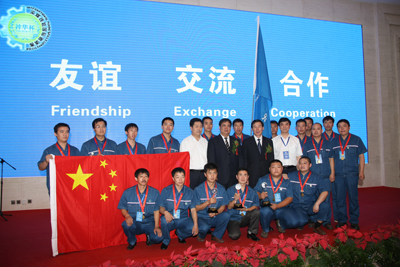 友谊 交流 合作
Friendship Exchange Cooperation